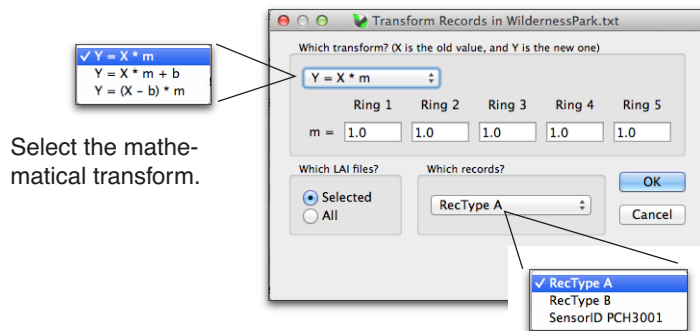 Transform Records in WildernessPark.txt
Which transform? (X is the old value, and Y is the new one)
✓ Y = X * m
Y = X * m + b
Y = (X – b) * m
Y = X * m
Ring 1 Ring 2 Ring 3 Ring 4 Ring 5
m = 1.0 1.0 1.0 1.0 1.0
Select the mathe-
matical transform.
Which LAI files?
Selected
All
Which records?
RecType A
OK
Cancel
✓ RecType A
RecType B
SensorID PCH3001